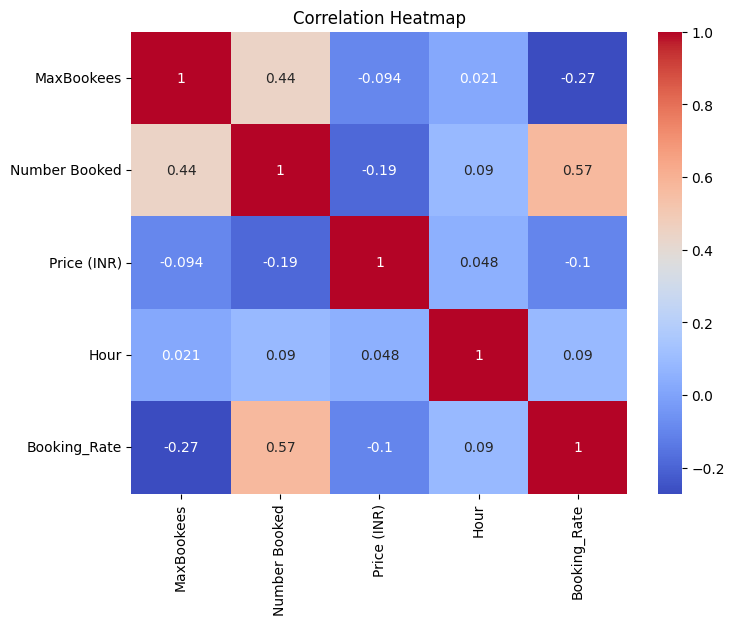 Correlation Heatmap
MaxBookees 1 0.44 -0.094 0.021 -0.27
Number Booked 0.44 1 -0.19 0.09 0.57
Price (INR) -0.094 -0.19 1 0.048 -0.1
Hour 0.021 0.09 0.048 1 0.09
Booking_Rate -0.27 0.57 -0.1 0.09 1
MaxBookees
Number Booked
Price (INR)
Hour
Booking_Rate
1.0
0.8
0.6
0.4
0.2
0.0
−0.2